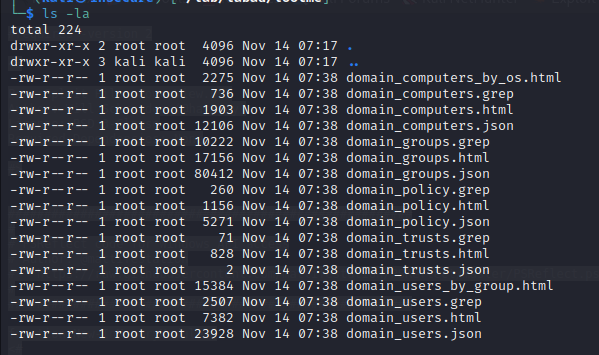 └─$ ls -la
total 224
drwxr-xr-x 2 root root  4096 Nov 14 07:17 .
drwxr-xr-x 3 kali kali  4096 Nov 14 07:17 ..
-rw-r--r-- 1 root root  2275 Nov 14 07:38 domain_computers_by_os.html
-rw-r--r-- 1 root root   736 Nov 14 07:38 domain_computers.grep
-rw-r--r-- 1 root root  1903 Nov 14 07:38 domain_computers.html
-rw-r--r-- 1 root root 12106 Nov 14 07:38 domain_computers.json
-rw-r--r-- 1 root root 10222 Nov 14 07:38 domain_groups.grep
-rw-r--r-- 1 root root 17156 Nov 14 07:38 domain_groups.html
-rw-r--r-- 1 root root 80412 Nov 14 07:38 domain_groups.json
-rw-r--r-- 1 root root   260 Nov 14 07:38 domain_policy.grep
-rw-r--r-- 1 root root  1156 Nov 14 07:38 domain_policy.html
-rw-r--r-- 1 root root  5271 Nov 14 07:38 domain_policy.json
-rw-r--r-- 1 root root    71 Nov 14 07:38 domain_trusts.grep
-rw-r--r-- 1 root root   828 Nov 14 07:38 domain_trusts.html
-rw-r--r-- 1 root root     2 Nov 14 07:38 domain_trusts.json
-rw-r--r-- 1 root root 15384 Nov 14 07:38 domain_users_by_group.html
-rw-r--r-- 1 root root  2507 Nov 14 07:38 domain_users.grep
-rw-r--r-- 1 root root  7382 Nov 14 07:38 domain_users.html
-rw-r--r-- 1 root root 23928 Nov 14 07:38 domain_users.json